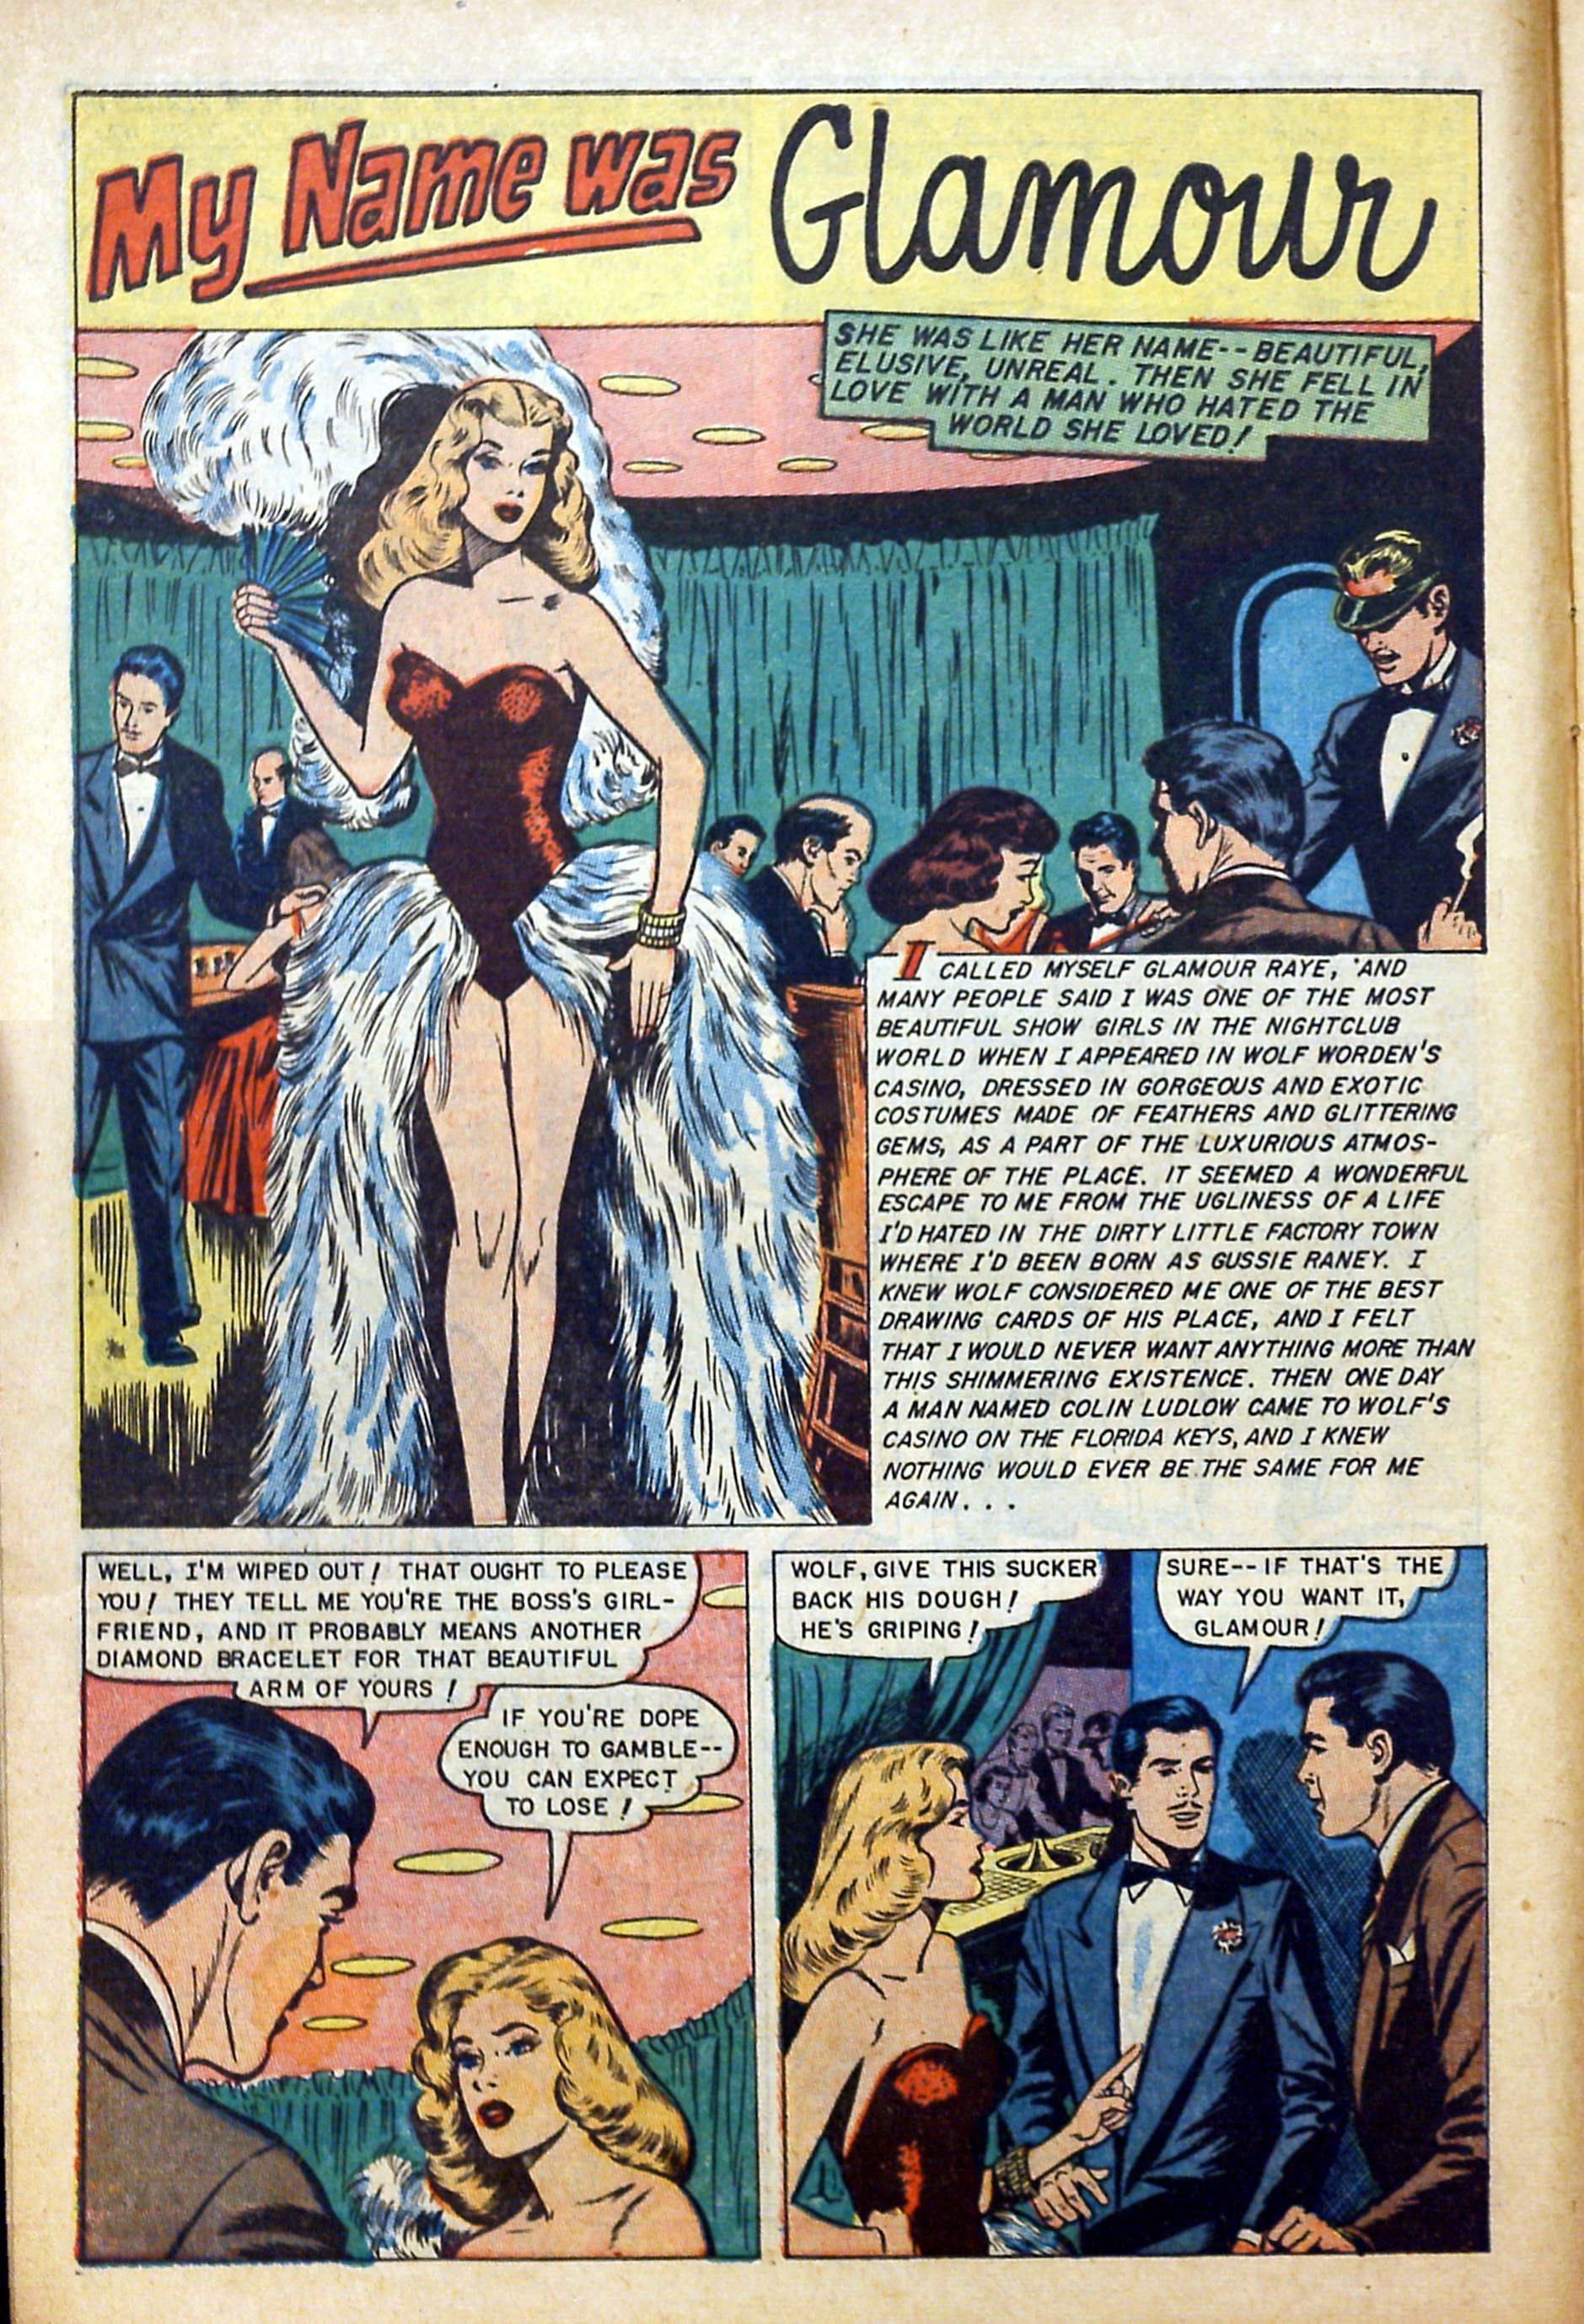 My Name was Glamour
SHE WAS LIKE HER NAME-- BEAUTIFUL,
ELUSIVE, UNREAL. THEN SHE FELL IN
LOVE WITH A MAN WHO HATED THE
WORLD SHE LOVED!
I CALLED MYSELF GLAMOUR RAYE, AND
MANY PEOPLE SAID I WAS ONE OF THE MOST
BEAUTIFUL SHOW GIRLS IN THE NIGHTCLUB
WORLD WHEN I APPEARED IN WOLF WORDEN'S
CASINO, DRESSED IN GORGEOUS AND EXOTIC
COSTUMES MADE OF FEATHERS AND GLITTERING
GEMS, AS A PART OF THE LUXURIOUS ATMOS-
PHERE OF THE PLACE. IT SEEMED A WONDERFUL
ESCAPE TO ME FROM THE UGLINESS OF A LIFE
I'D HATED IN THE DIRTY LITTLE FACTORY TOWN
WHERE I'D BEEN BORN AS GUSSIE RANEY. I
KNEW WOLF CONSIDERED ME ONE OF THE BEST
DRAWING CARDS OF HIS PLACE, AND I FELT
THAT I WOULD NEVER WANT ANYTHING MORE THAN
THIS SHIMMERING EXISTENCE. THEN ONE DAY
A MAN NAMED COLIN LUDLOW CAME TO WOLF'S
CASINO ON THE FLORIDA KEYS, AND I KNEW
NOTHING WOULD EVER BE THE SAME FOR ME
AGAIN...
WELL, I'M WIPED OUT! THAT OUGHT TO PLEASE
YOU! THEY TELL ME YOU'RE THE BOSS'S GIRL-
FRIEND, AND IT PROBABLY MEANS ANOTHER
DIAMOND BRACELET FOR THAT BEAUTIFUL
ARM OF YOURS!
IF YOU'RE DOPE
ENOUGH TO GAMBLE--
YOU CAN EXPECT
TO LOSE!
WOLF, GIVE THIS SUCKER
BACK HIS DOUGH!
HE'S GRIPING!
SURE-- IF THAT'S THE
WAY YOU WANT IT,
GLAMOUR!